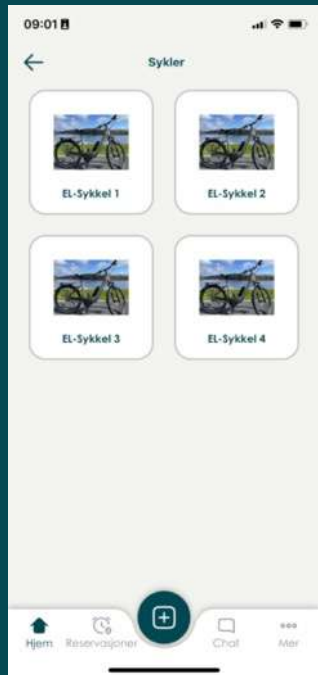 09:01
Sykler
EL-Sykkel 1
EL-Sykkel 2
EL-Sykkel 3
EL-Sykkel 4
Hjem
Reservasjoner
Chat
Mer